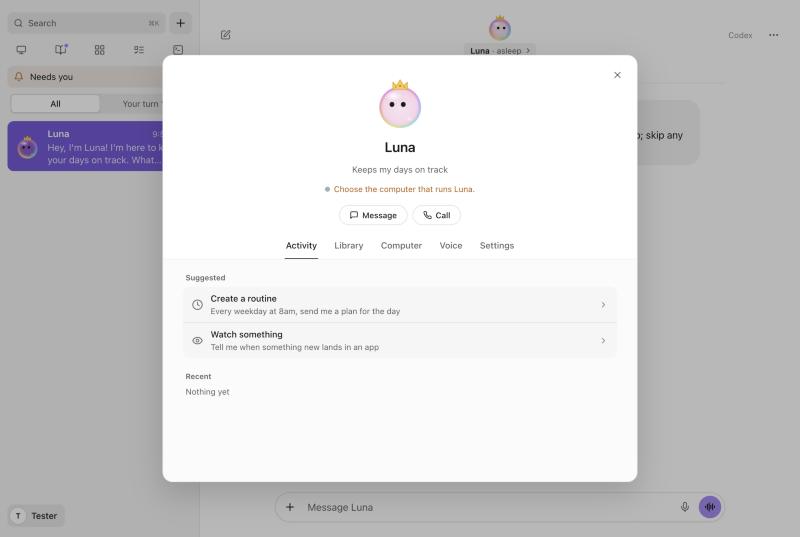 Search ⌘K
Needs you
All Your turn
Luna
Hey, I'm Luna! I'm here to
your days on track. What...
T Tester
Luna · asleep
Codex
skip any
Message Luna
Luna
Keeps my days on track
Choose the computer that runs Luna.
Message Call
Activity Library Computer Voice Settings
Suggested
Create a routine
Every weekday at 8am, send me a plan for the day
Watch something
Tell me when something new lands in an app
Recent
Nothing yet